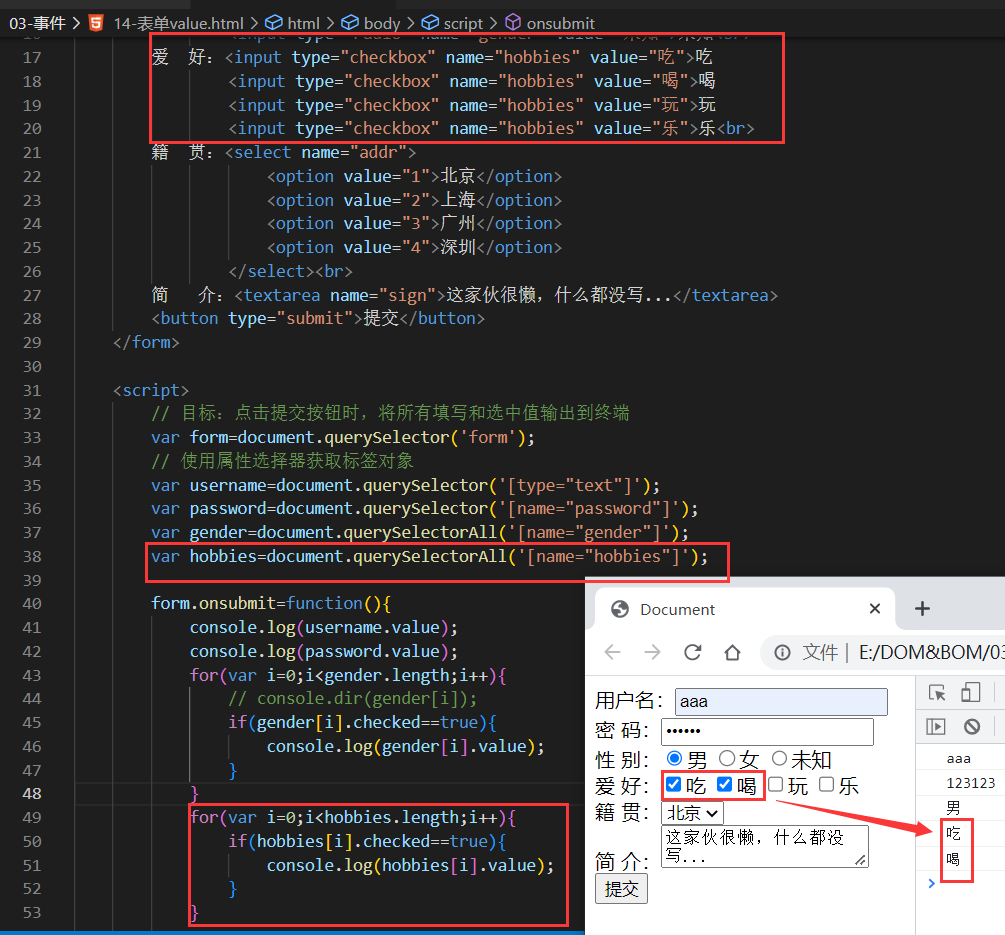 03-事件 > 14-表单value.html > html > body > script > onsubmit
17 爱 好：<input type="checkbox" name="hobbies" value="吃">吃
18 <input type="checkbox" name="hobbies" value="喝">喝
19 <input type="checkbox" name="hobbies" value="玩">玩
20 <input type="checkbox" name="hobbies" value="乐">乐<br>
21 籍 贯：<select name="addr">
22 <option value="1">北京</option>
23 <option value="2">上海</option>
24 <option value="3">广州</option>
25 <option value="4">深圳</option>
26 </select><br>
27 简 介：<textarea name="sign">这家伙很懒，什么都没写...</textarea>
28 <button type="submit">提交</button>
29 </form>
30
31 <script>
32 // 目标：点击提交按钮时，将所有填写和选中值输出到终端
33 var form=document.querySelector('form');
34 // 使用属性选择器获取标签对象
35 var username=document.querySelector('[type="text"]');
36 var password=document.querySelector('[name="password"]');
37 var gender=document.querySelectorAll('[name="gender"]');
38 var hobbies=document.querySelectorAll('[name="hobbies"]');
39
40 form.onsubmit=function(){
41 console.log(username.value);
42 console.log(password.value);
43 for(var i=0;i<gender.length;i++){
44 // console.dir(gender[i]);
45 if(gender[i].checked==true){
46 console.log(gender[i].value);
47 }
48 }
49 for(var i=0;i<hobbies.length;i++){
50 if(hobbies[i].checked==true){
51 console.log(hobbies[i].value);
52 }
53 }
Document
文件 | E:/DOM&BOM/03
用户名： aaa
密 码： ••••••
性 别： 男 女 未知
爱 好： 吃 喝 玩 乐
籍 贯： 北京
简 介： 这家伙很懒，什么都没
写...
提交
aaa
123123
男
吃
喝